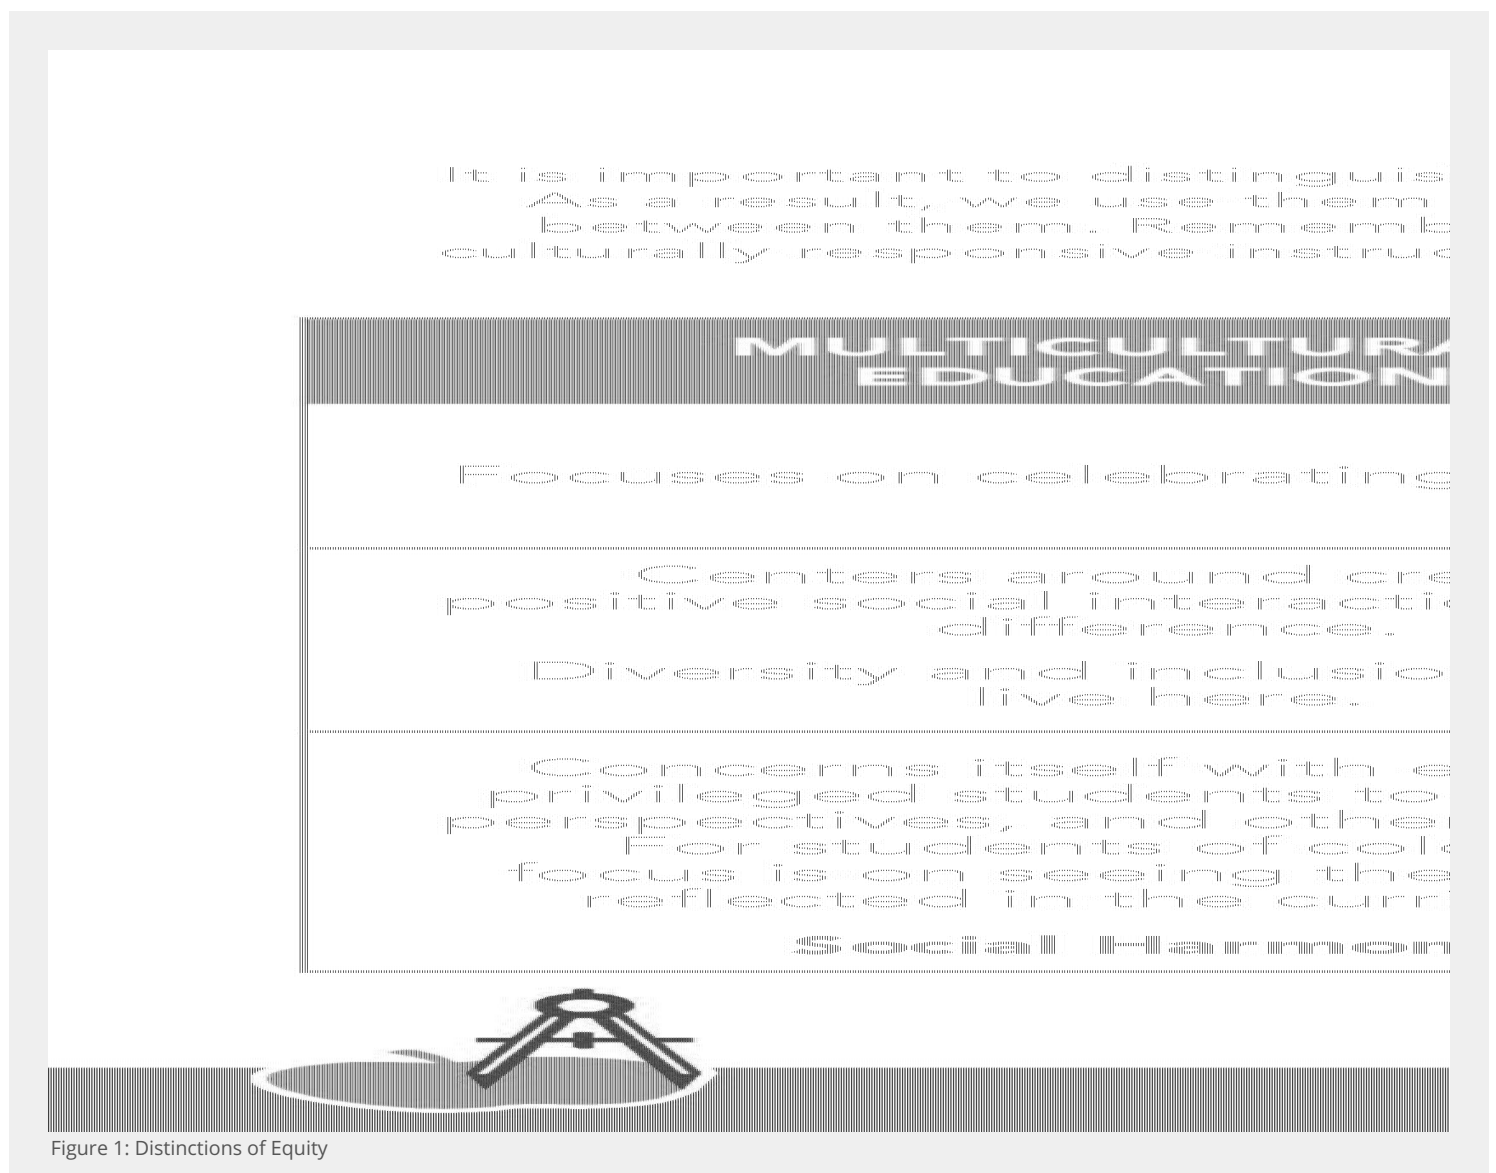 It is important to distinguis
As a result, we use them
between them. Rememb
culturally responsive instruc
MULTICULTURA
EDUCATION
Focuses on celebrating
Centers around cre
positive social interactio
difference.
Diversity and inclusio
live here.
Concerns itself with e
privileged students to
perspectives, and other
For students of colo
focus is on seeing the
reflected in the curr
Social Harmon
Figure 1: Distinctions of Equity